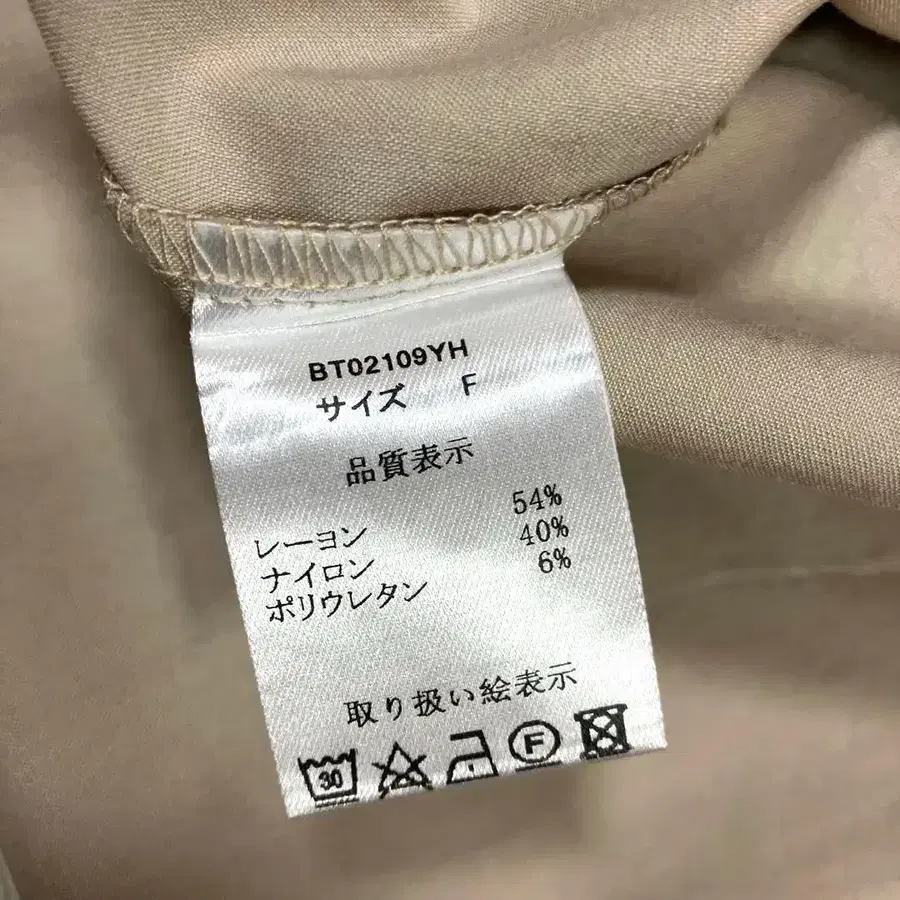 BT02109YH
サイズ F
品質表示
レーヨン 54%
ナイロン 40%
ポリウレタン 6%
取り扱い絵表示
30 F